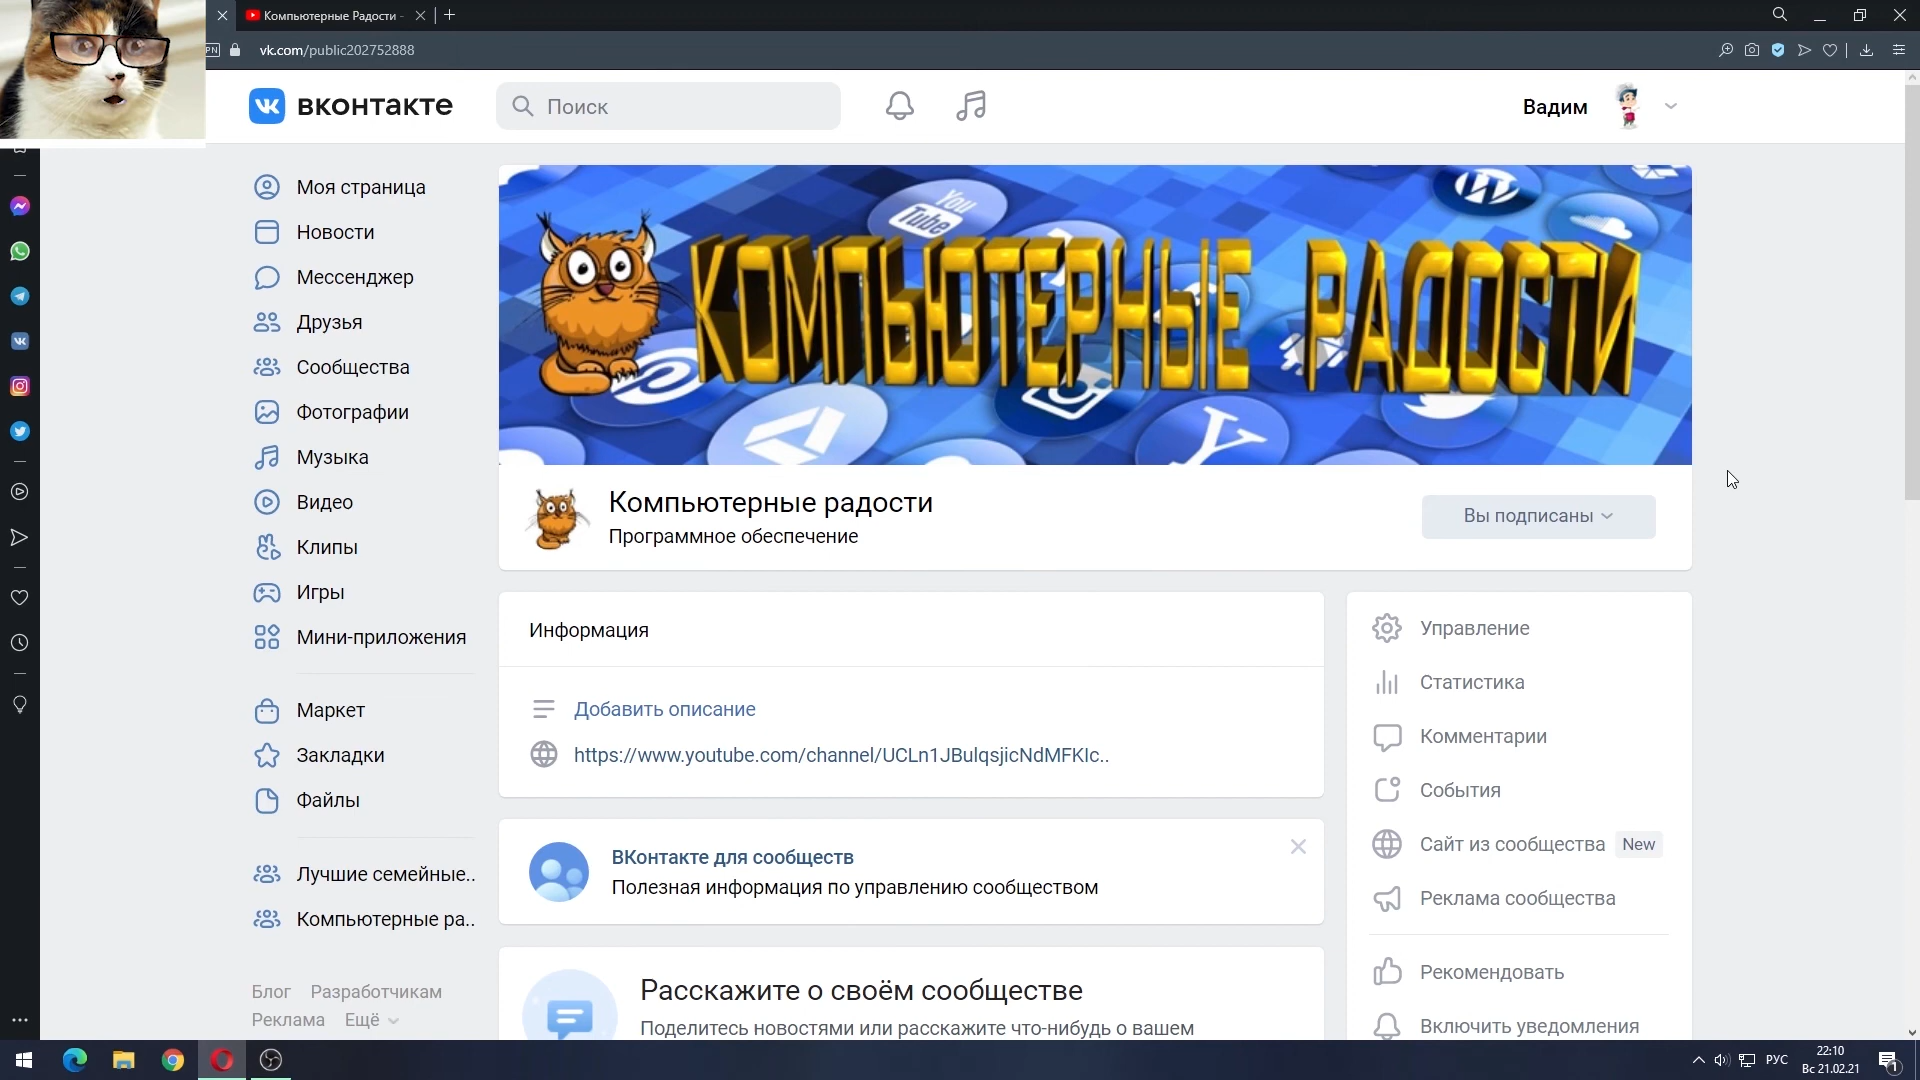 Компьютерные Радости -
PN
vk.com/public202752888
вконтакте
Поиск
Вадим
Моя страница
Новости
Мессенджер
Друзья
Сообщества
Фотографии
Музыка
Видео
Клипы
Игры
Мини-приложения
Маркет
Закладки
Файлы
Лучшие семейные..
Компьютерные ра..
Блог Разработчикам
Реклама Ещё
You
Tube
КОМПЬЮТЕРНЫЕ РАДОСТИ
Компьютерные радости
Программное обеспечение
Вы подписаны
Информация
Добавить описание
https://www.youtube.com/channel/UCLn1JBulqsjicNdMFKIc..
ВКонтакте для сообществ
Полезная информация по управлению сообществом
Расскажите о своём сообществе
Поделитесь новостями или расскажите что-нибудь о вашем
Управление
Статистика
Комментарии
События
Сайт из сообщества New
Реклама сообщества
Рекомендовать
Включить уведомления
РУС
22:10
Вс 21.02.21
1